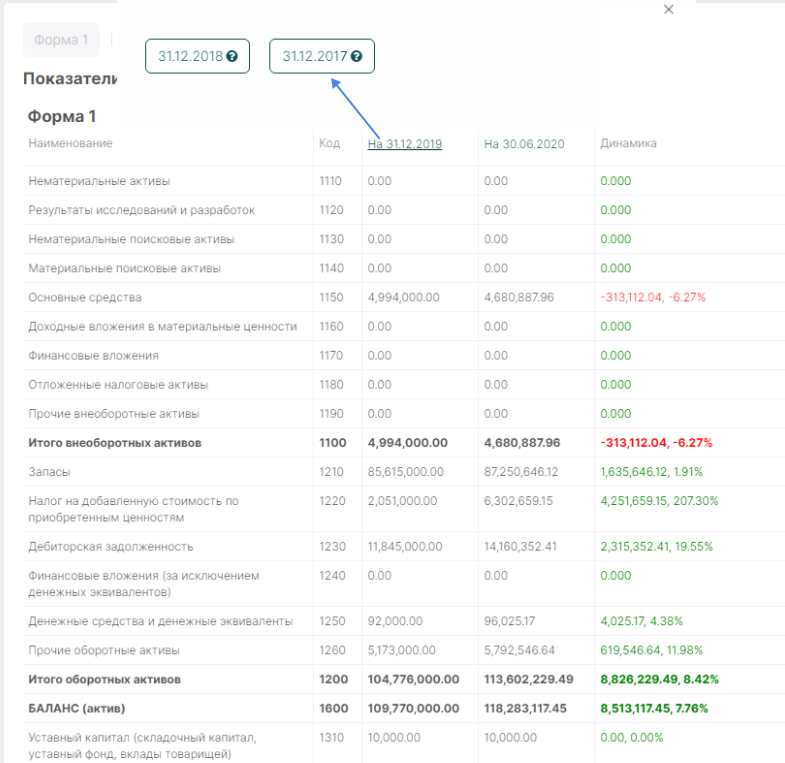 Форма 1
31.12.2018
31.12.2017
Показатели
Форма 1
Наименование Код На 31.12.2019 На 30.06.2020 Динамика
Нематериальные активы 1110 0.00 0.00 0.000
Результаты исследований и разработок 1120 0.00 0.00 0.000
Нематериальные поисковые активы 1130 0.00 0.00 0.000
Материальные поисковые активы 1140 0.00 0.00 0.000
Основные средства 1150 4,994,000.00 4,680,887.96 -313,112.04, -6.27%
Доходные вложения в материальные ценности 1160 0.00 0.00 0.000
Финансовые вложения 1170 0.00 0.00 0.000
Отложенные налоговые активы 1180 0.00 0.00 0.000
Прочие внеоборотные активы 1190 0.00 0.00 0.000
Итого внеоборотных активов 1100 4,994,000.00 4,680,887.96 -313,112.04, -6.27%
Запасы 1210 85,615,000.00 87,250,646.12 1,635,646.12, 1.91%
Налог на добавленную стоимость по 1220 2,051,000.00 6,302,659.15 4,251,659.15, 207.30%
приобретенным ценностям
Дебиторская задолженность 1230 11,845,000.00 14,160,352.41 2,315,352.41, 19.55%
Финансовые вложения (за исключением 1240 0.00 0.00 0.000
денежных эквивалентов)
Денежные средства и денежные эквиваленты 1250 92,000.00 96,025.17 4,025.17, 4.38%
Прочие оборотные активы 1260 5,173,000.00 5,792,546.64 619,546.64, 11.98%
Итого оборотных активов 1200 104,776,000.00 113,602,229.49 8,826,229.49, 8.42%
БАЛАНС (актив) 1600 109,770,000.00 118,283,117.45 8,513,117.45, 7.76%
Уставный капитал (складочный капитал, 1310 10,000.00 10,000.00 0.00, 0.00%
уставный фонд, вклады товарищей)